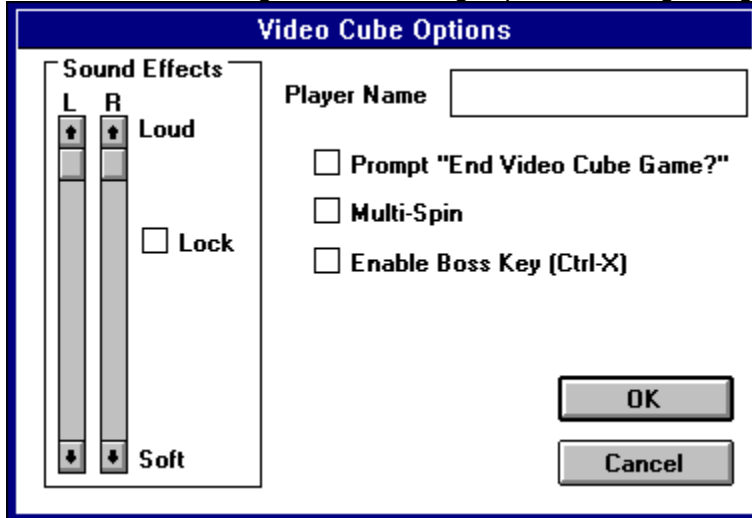 Video Cube Options
Sound Effects
L R
Loud
Lock
Soft
Player Name
Prompt "End Video Cube Game?"
Multi-Spin
Enable Boss Key (Ctrl-X)
OK
Cancel